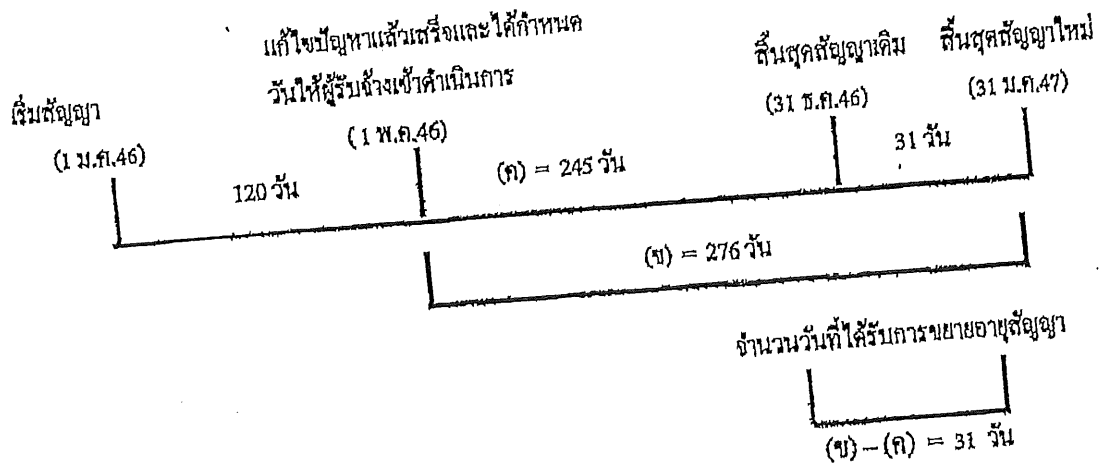 แก้ไขปัญหาแล้วเสร็จและได้กำหนด
วันให้ผู้รับจ้างเข้าดำเนินการ
(1 พ.ค.46)
สิ้นสุดสัญญาเดิม
(31 ธ.ค.46)
สิ้นสุดสัญญาใหม่
(31 ม.ค.47)
เริ่มสัญญา
(1 ม.ค.46)
120 วัน
(ค) = 245 วัน
31 วัน
(ข) = 276 วัน
จำนวนวันที่ได้รับการขยายอายุสัญญา
(ข) – (ค) = 31 วัน